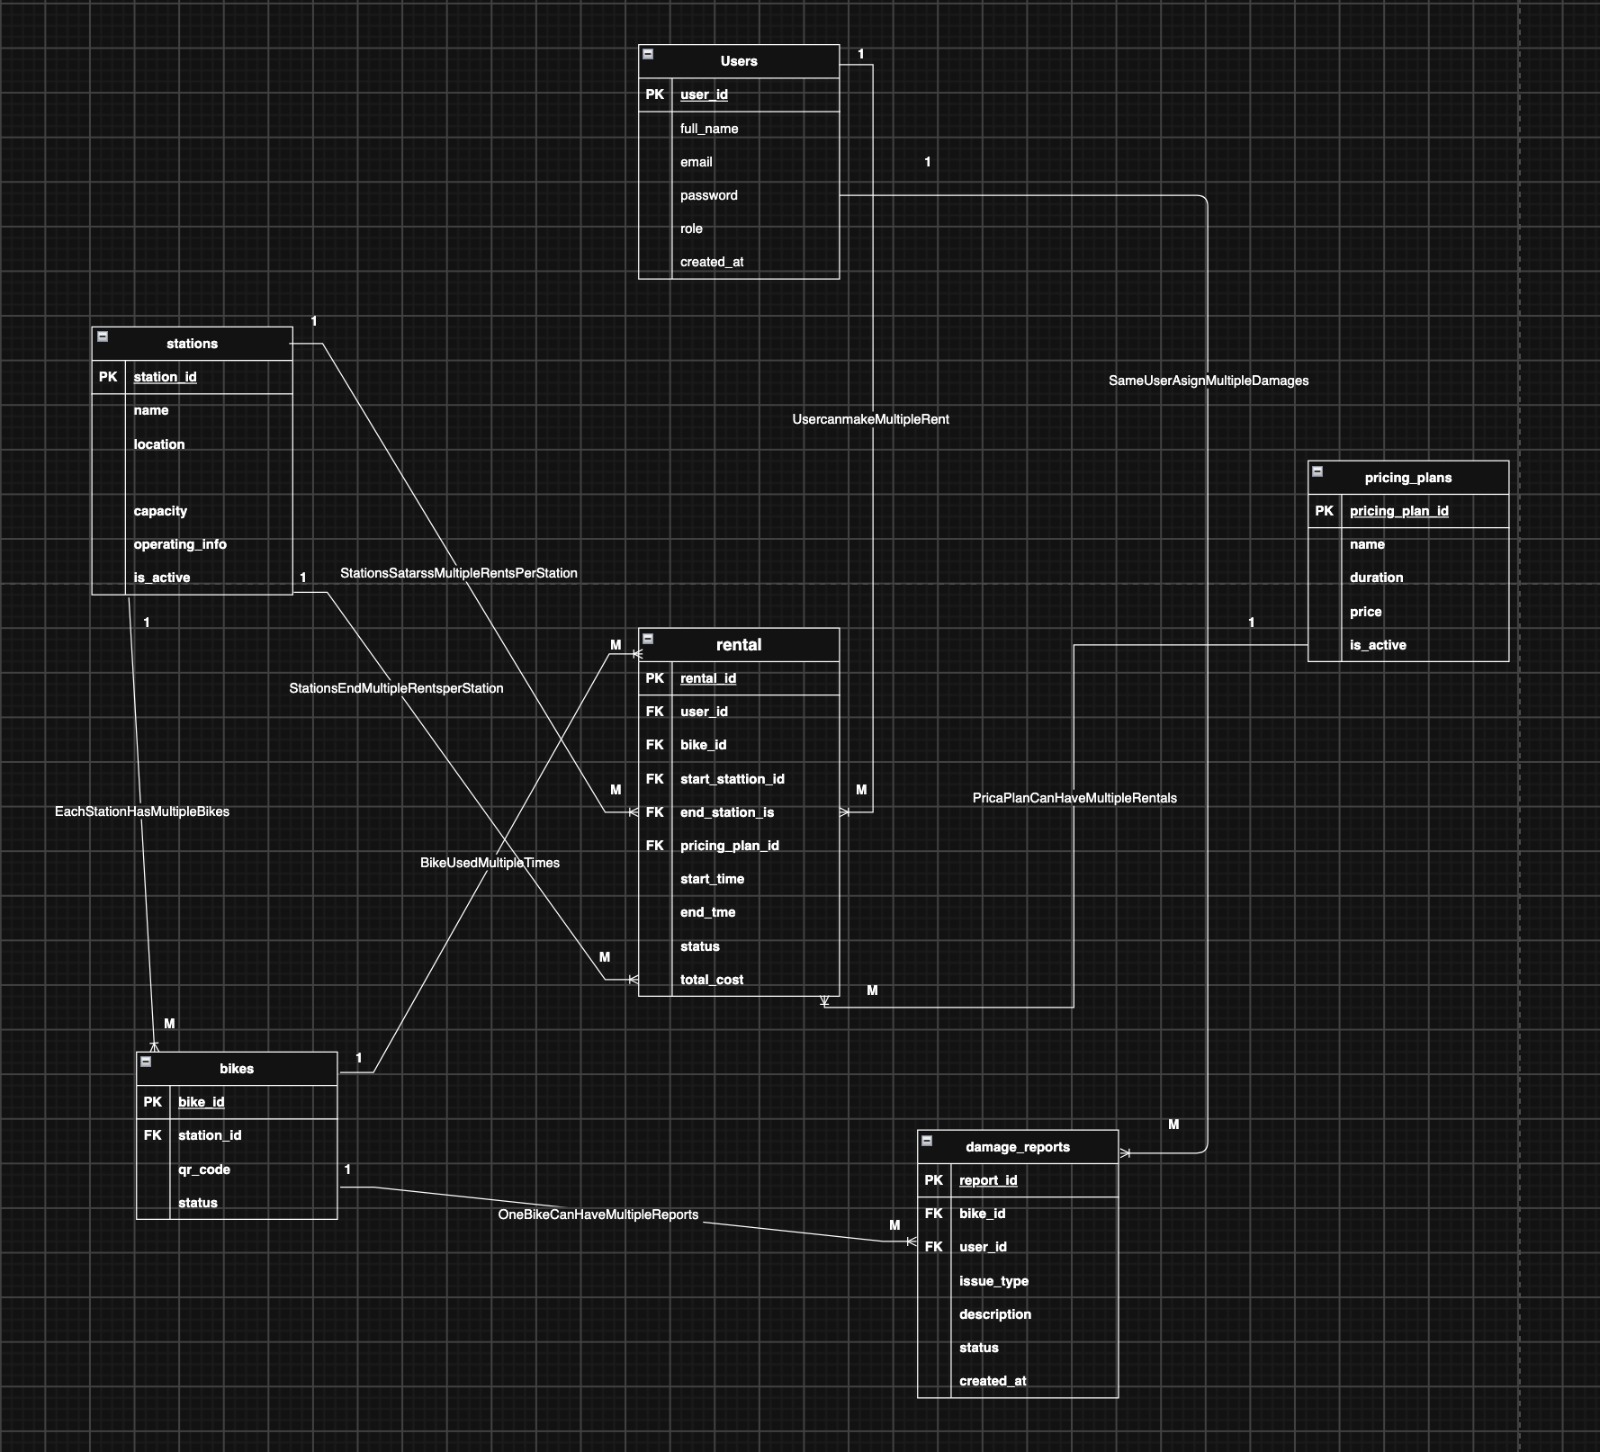 Users
1
PK user_id
full_name
email
1
password
role
created_at
1
stations
PK station_id
name
location
capacity
operating_info
is_active
1
1
SameUserAsignMultipleDamages
UsercanmakeMultipleRent
pricing_plans
PK pricing_plan_id
name
duration
price
is_active
1
StationsSatarssMultipleRentsPerStation
StationsEndMultipleRentsperStation
EachStationHasMultipleBikes
BikeUsedMultipleTimes
PricaPlanCanHaveMultipleRentals
M
rental
PK rental_id
FK user_id
FK bike_id
FK start_stattion_id
M
M
FK end_station_is
FK pricing_plan_id
start_time
end_tme
status
M
total_cost
M
M
bikes
1
PK bike_id
FK station_id
qr_code
1
status
OneBikeCanHaveMultipleReports
M
M
damage_reports
PK report_id
FK bike_id
FK user_id
issue_type
description
status
created_at